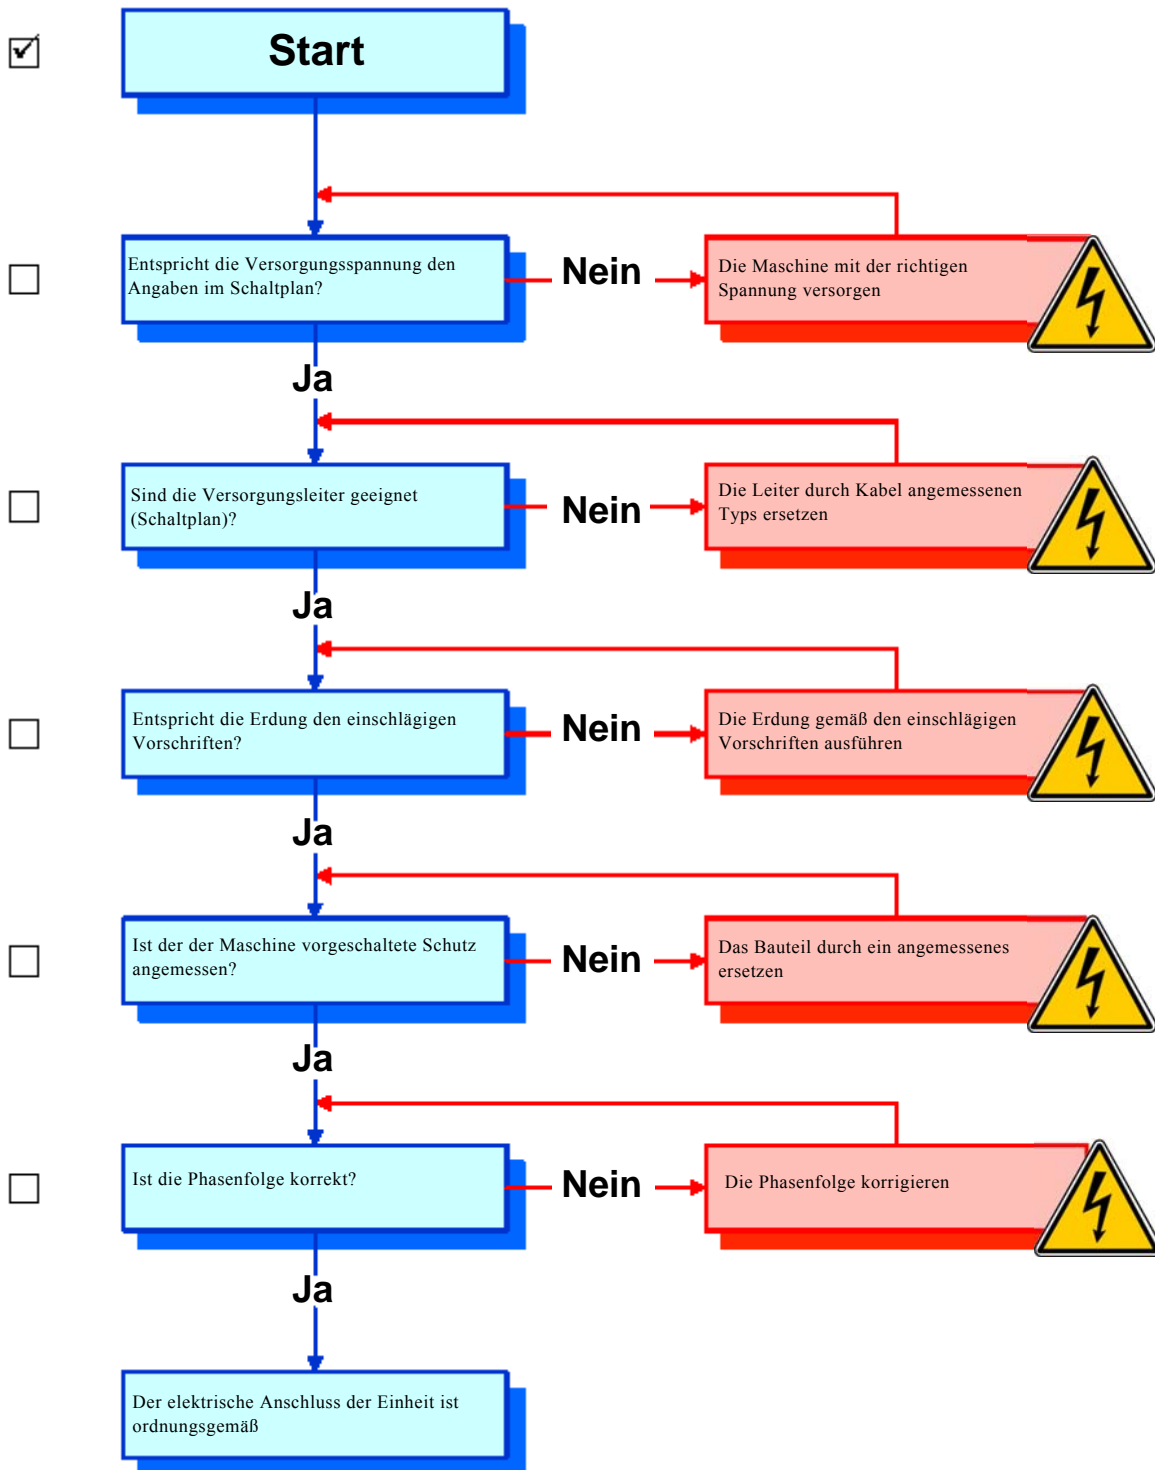 Start
Entspricht die Versorgungsspannung den
Angaben im Schaltplan?
Nein
Die Maschine mit der richtigen
Spannung versorgen
Ja
Sind die Versorgungsleiter geeignet
(Schaltplan)?
Nein
Die Leiter durch Kabel angemessenen
Typs ersetzen
Ja
Entspricht die Erdung den einschlägigen
Vorschriften?
Nein
Die Erdung gemäß den einschlägigen
Vorschriften ausführen
Ja
Ist der der Maschine vorgeschaltete Schutz
angemessen?
Nein
Das Bauteil durch ein angemessenes
ersetzen
Ja
Ist die Phasenfolge korrekt?
Nein
Die Phasenfolge korrigieren
Ja
Der elektrische Anschluss der Einheit ist
ordnungsgemäß